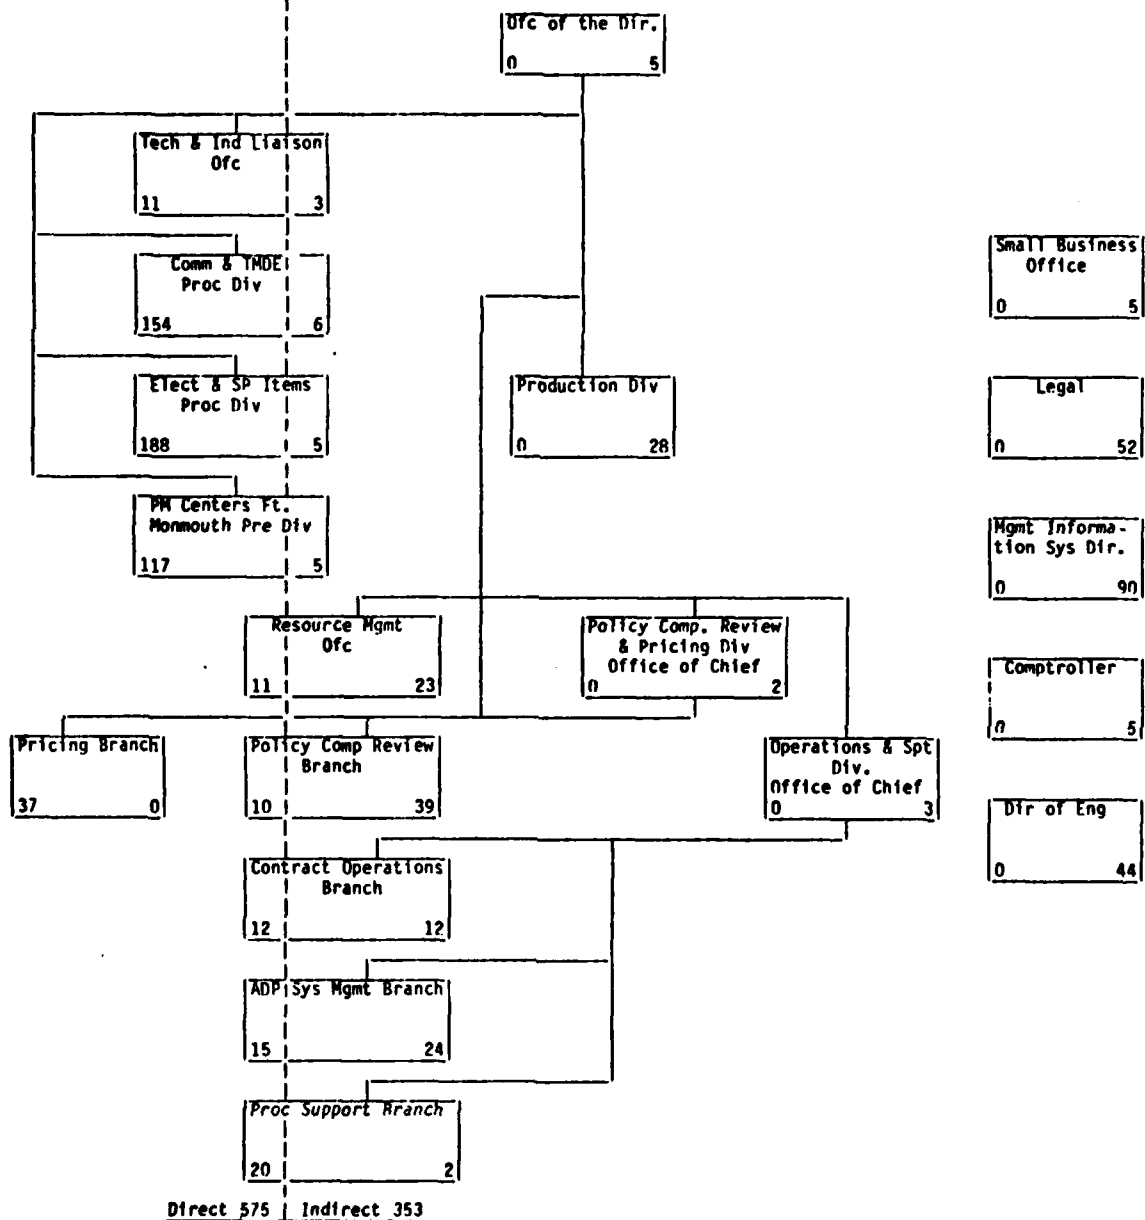 Ofc of the Dir.
0 5
Tech & Ind Liaison
Ofc
11 3
Comm & TMDE
Proc Div
154 6
Small Business
Office
0 5
Elect & SP Items
Proc Div
188 5
Production Div
0 28
Legal
0 52
PM Centers Ft.
Monmouth Pre Div
117 5
Mgmt Informa-
tion Sys Dir.
0 90
Resource Mgmt
Ofc
11 23
Policy Comp. Review
& Pricing Div
Office of Chief
0 2
Comptroller
0 5
Pricing Branch
37 0
Policy Comp Review
Branch
10 39
Operations & Spt
Div.
Office of Chief
0 3
Dir of Eng
0 44
Contract Operations
Branch
12 12
ADP Sys Mgmt Branch
15 24
Proc Support Branch
20 2
Direct 575 Indirect 353